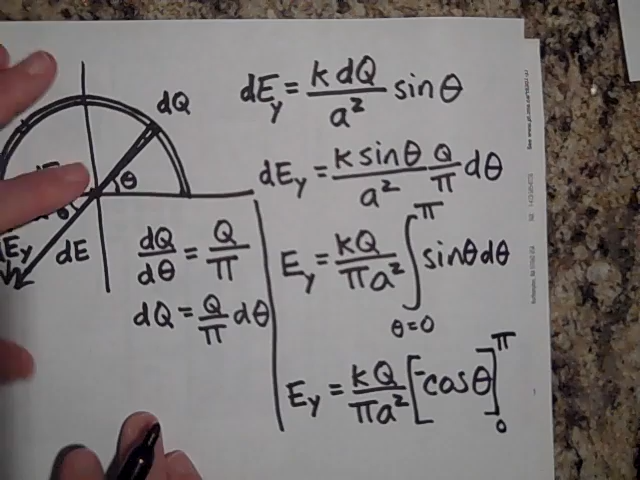 dQ
θ
dE
dE_y = k dQ / a² sin θ
dE_y = k sin θ / a² Q / π dθ
dQ / dθ = Q / π
dQ = Q / π dθ
E_y = kQ / πa² ∫_{θ=0}^{π} sin θ dθ
E_y = kQ / πa² [-cos θ]_0^π